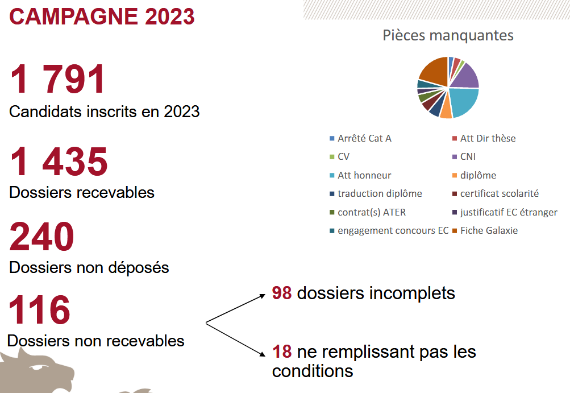 CAMPAGNE 2023
1 791
Candidats inscrits en 2023
1 435
Dossiers recevables
240
Dossiers non déposés
116
Dossiers non recevables
98 dossiers incomplets
18 ne remplissant pas les
conditions
Pièces manquantes
Arrêté Cat A
Att Dir thèse
CV
CNI
Att honneur
diplôme
traduction diplôme
certificat scolarité
contrat(s) ATER
justificatif EC étranger
engagement concours EC
Fiche Galaxie